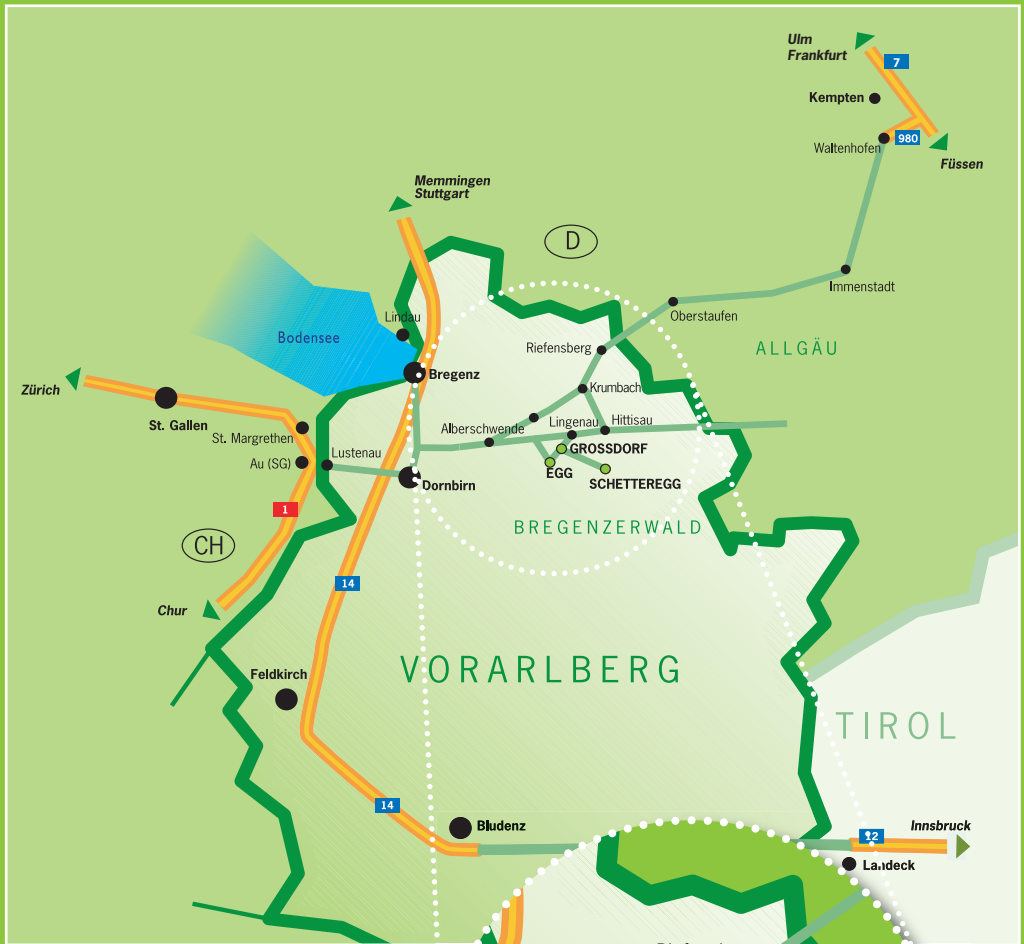 Ulm
Frankfurt
7
Kempten
980
Waltenhofen
Füssen
Memmingen
Stuttgart
D
Immenstadt
Oberstaufen
Lindau
Bodensee
ALLGÄU
Riefensberg
Bregenz
Krumbach
Zürich
St. Gallen
St. Margrethen
Alberschwende
Lingenau
Hittisau
Lustenau
GROSSDORF
Au (SG)
EGG
Dornbirn
SCHETTEREGG
1
BREGENZERWALD
CH
14
Chur
VORARLBERG
Feldkirch
TIROL
14
Bludenz
Innsbruck
Landeck